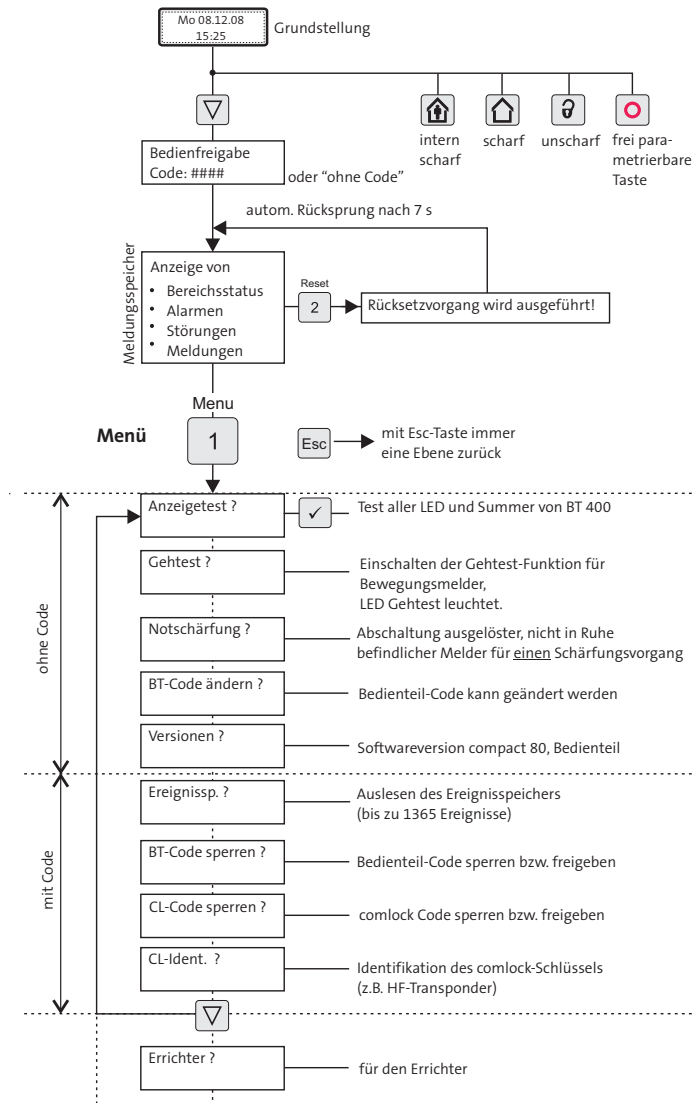 Mo 08.12.08
15:25
Grundstellung
intern
scharf
scharf
unscharf
frei para-
metrierbare
Taste
Bedienfreigabe
Code: ####
oder "ohne Code"
autom. Rücksprung nach 7 s
Meldungsspeicher
Anzeige von
• Bereichsstatus
• Alarmen
• Störungen
• Meldungen
Reset
2
Rücksetzvorgang wird ausgeführt!
Menu
Menü
1
Esc
mit Esc-Taste immer
eine Ebene zurück
ohne Code
Anzeigetest ?
Test aller LED und Summer von BT 400
Gehtest ?
Einschalten der Gehtest-Funktion für
Bewegungsmelder,
LED Gehtest leuchtet.
Notschärfung ?
Abschaltung ausgelöster, nicht in Ruhe
befindlicher Melder für einen Schärfungsvorgang
BT-Code ändern ?
Bedienteil-Code kann geändert werden
Versionen ?
Softwareversion compact 80, Bedienteil
mit Code
Ereignissp. ?
Auslesen des Ereignisspeichers
(bis zu 1365 Ereignisse)
BT-Code sperren ?
Bedienteil-Code sperren bzw. freigeben
CL-Code sperren ?
comlock Code sperren bzw. freigeben
CL-Ident. ?
Identifikation des comlock-Schlüssels
(z.B. HF-Transponder)
Errichter ?
für den Errichter